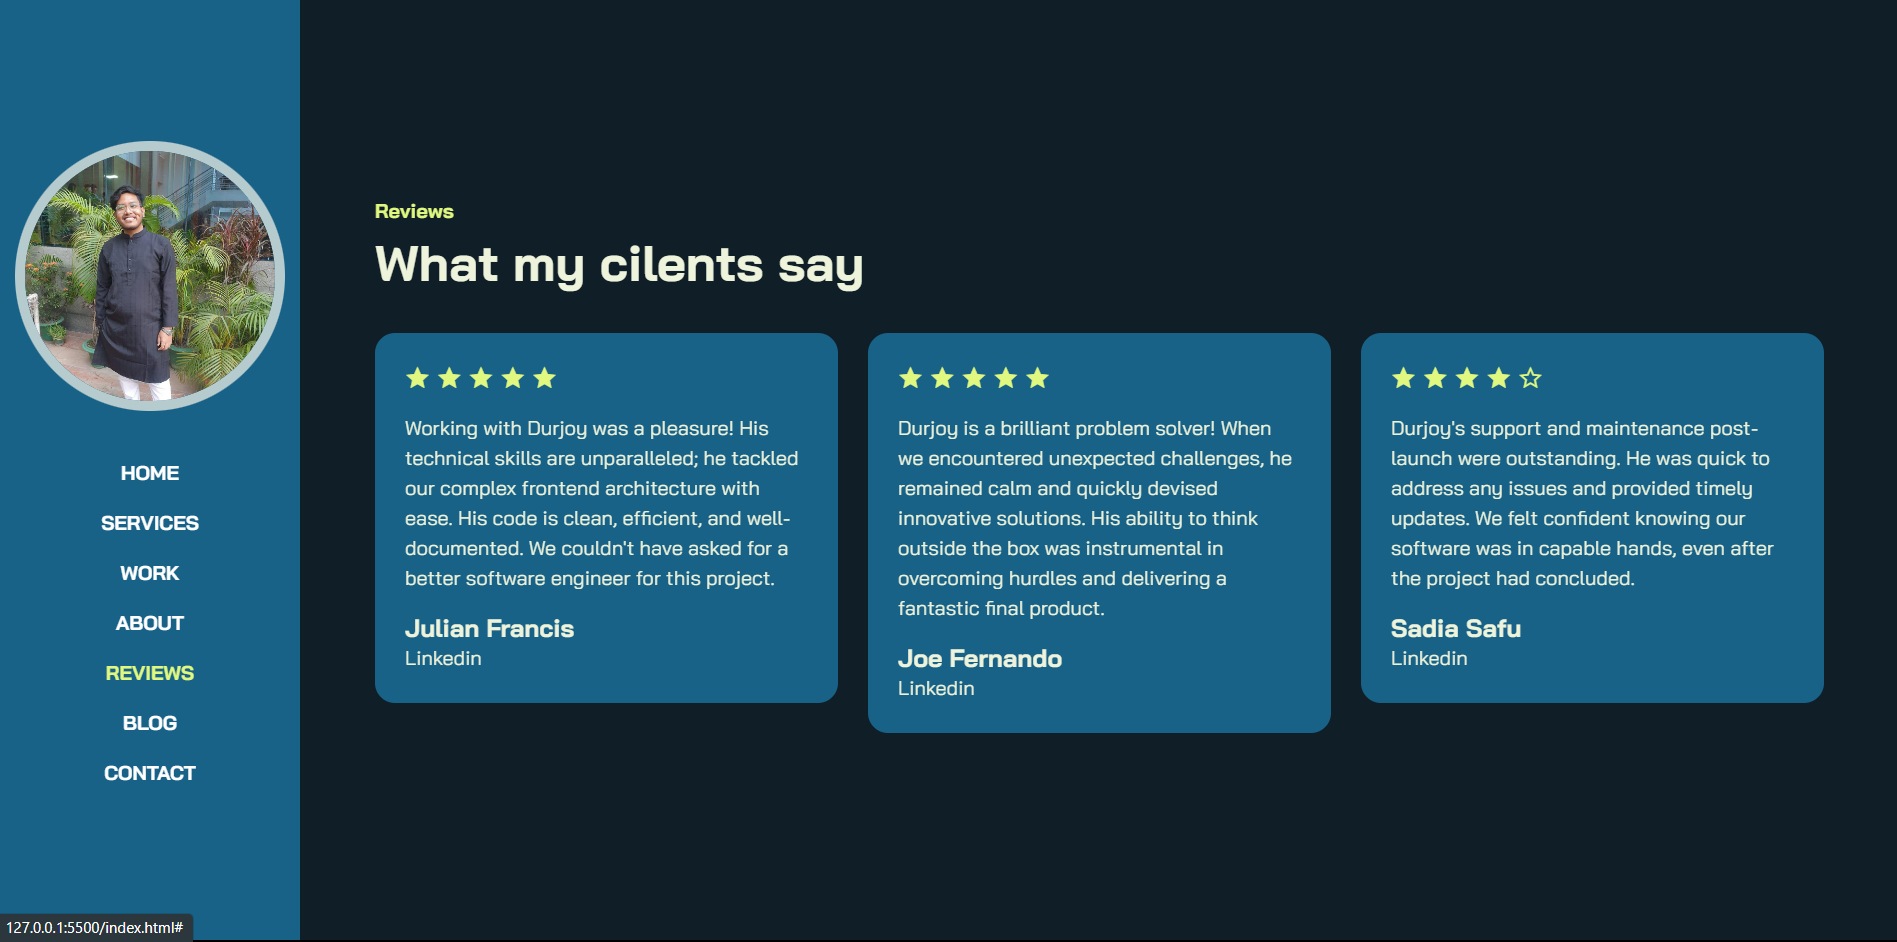 HOME
SERVICES
WORK
ABOUT
REVIEWS
BLOG
CONTACT
Reviews
What my cilents say
Working with Durjoy was a pleasure! His
technical skills are unparalleled; he tackled
our complex frontend architecture with
ease. His code is clean, efficient, and well-
documented. We couldn't have asked for a
better software engineer for this project.
Julian Francis
Linkedin
Durjoy is a brilliant problem solver! When
we encountered unexpected challenges, he
remained calm and quickly devised
innovative solutions. His ability to think
outside the box was instrumental in
overcoming hurdles and delivering a
fantastic final product.
Joe Fernando
Linkedin
Durjoy's support and maintenance post-
launch were outstanding. He was quick to
address any issues and provided timely
updates. We felt confident knowing our
software was in capable hands, even after
the project had concluded.
Sadia Safu
Linkedin
127.0.0.1:5500/index.html#